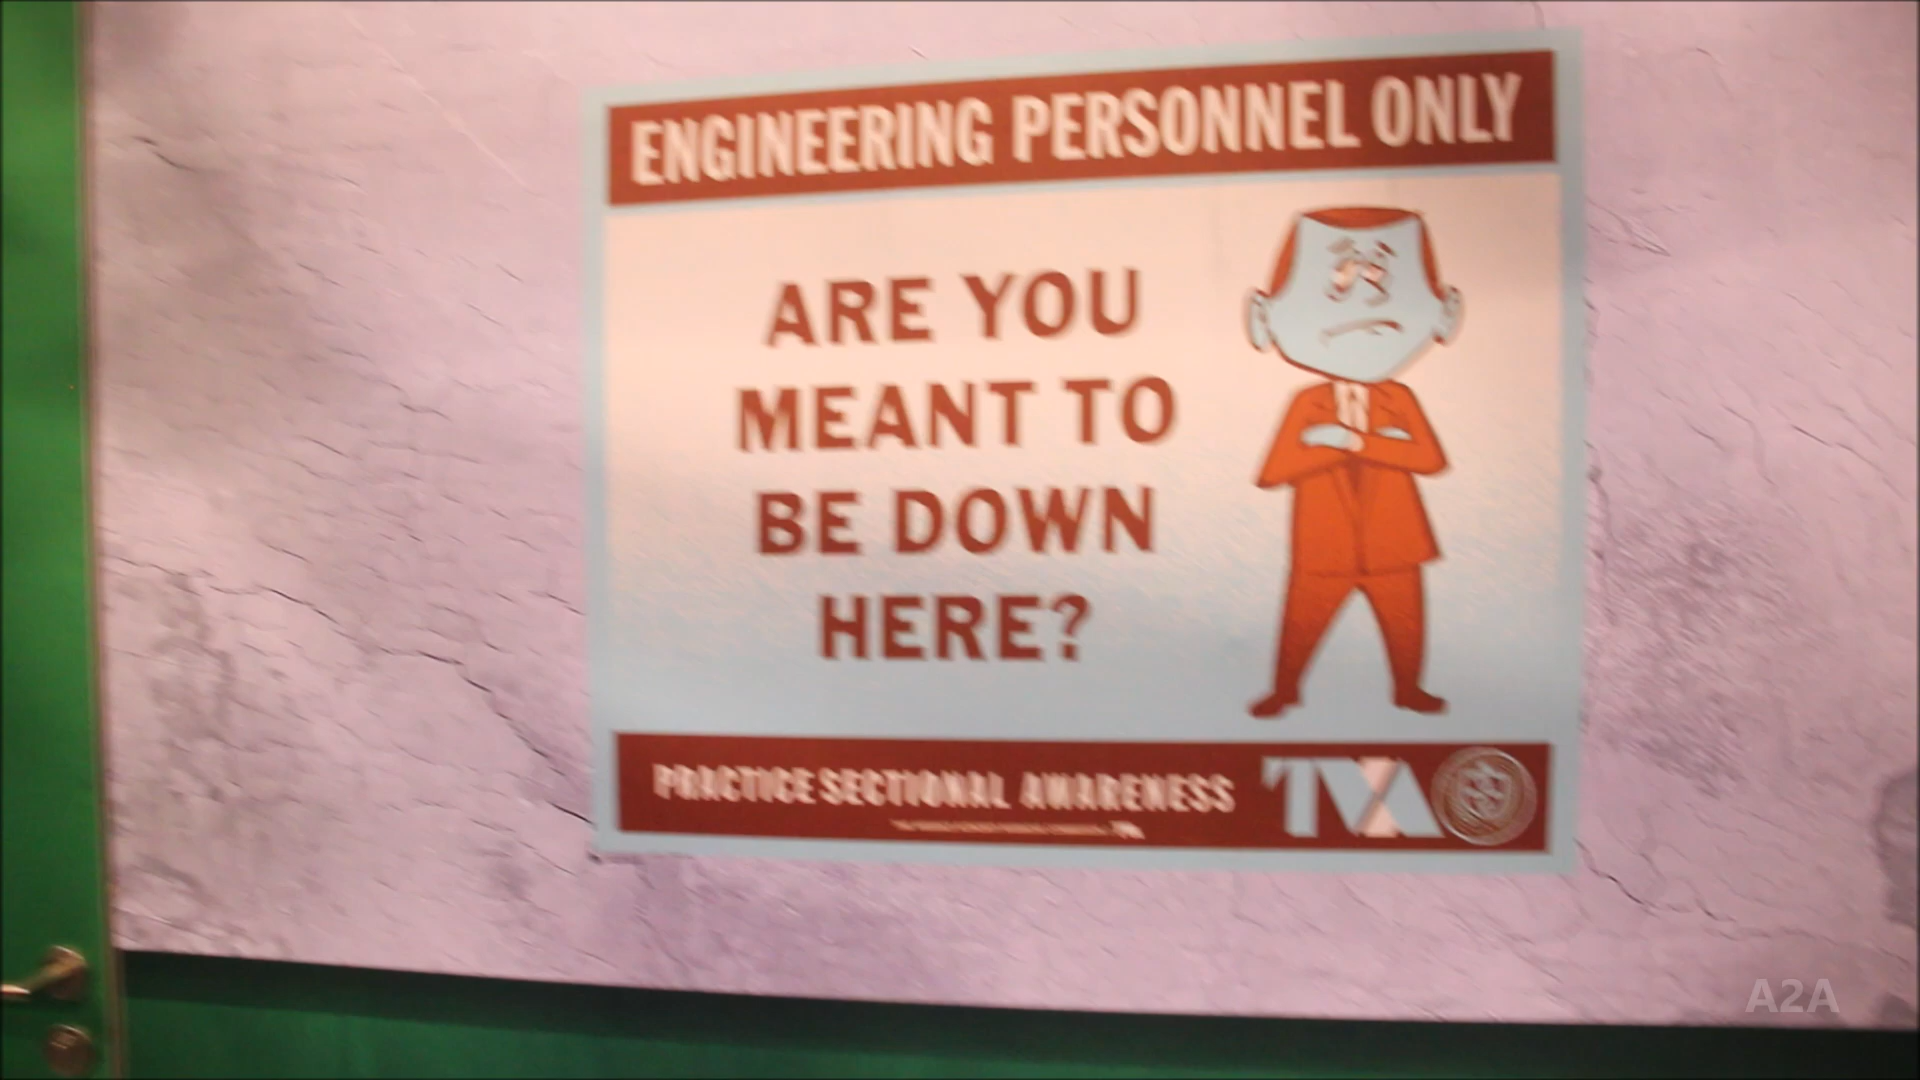 ENGINEERING PERSONNEL ONLY
ARE YOU
MEANT TO
BE DOWN
HERE?
PRACTICE SECTIONAL AWARENESS
TVA
A2A